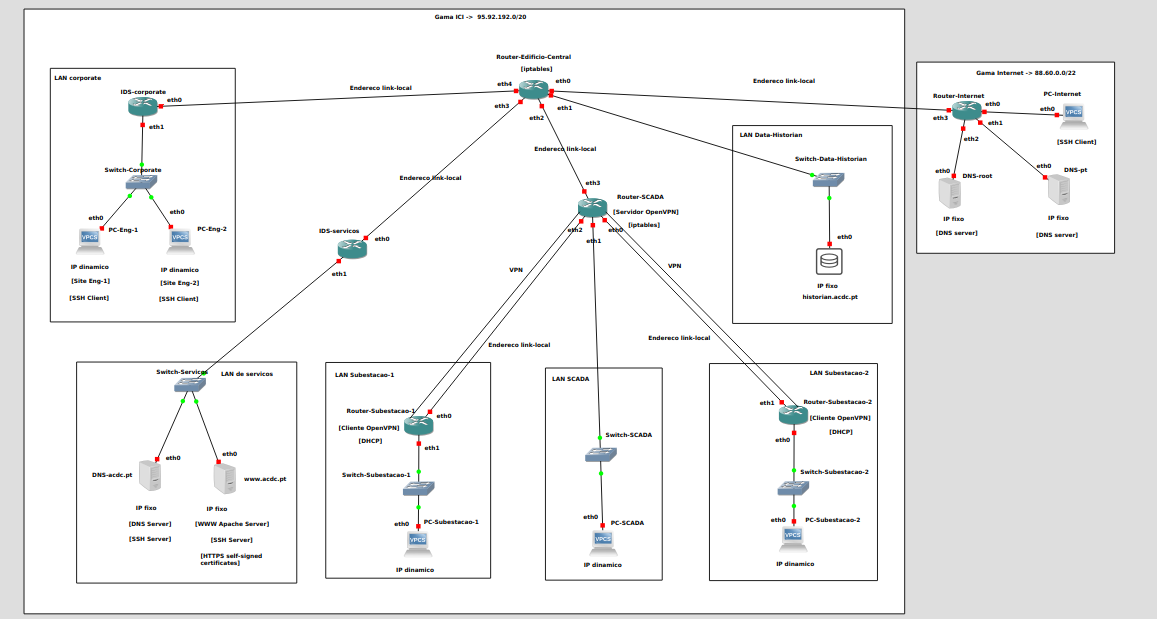 Gama ICI -> 95.92.192.0/20
Router-Edificio-Central
[iptables]
eth4
eth0
eth3
eth1
eth2
Endereco link-local
Endereco link-local
Endereco link-local
Endereco link-local
LAN corporate
IDS-corporate
eth0
eth1
Switch-Corporate
eth0
eth0
PC-Eng-1
PC-Eng-2
VPCS
VPCS
IP dinamico
[Site Eng-1]
[SSH Client]
IP dinamico
[Site Eng-2]
[SSH Client]
Gama Internet -> 88.60.0.0/22
Router-Internet
PC-Internet
eth0
eth0
eth3
eth1
eth2
VPCS
[SSH Client]
eth0
DNS-root
eth0
DNS-pt
IP fixo
[DNS server]
IP fixo
[DNS server]
LAN Data-Historian
Switch-Data-Historian
eth0
IP fixo
historian.acdc.pt
eth3
Router-SCADA
[Servidor OpenVPN]
[iptables]
eth2
eth0
eth1
IDS-servicos
eth0
eth1
VPN
VPN
Endereco link-local
Endereco link-local
Switch-Servicos
LAN de servicos
eth0
eth0
DNS-acdc.pt
www.acdc.pt
IP fixo
[DNS Server]
[SSH Server]
IP fixo
[WWW Apache Server]
[SSH Server]
[HTTPS self-signed
certificates]
LAN Subestacao-1
Router-Subestacao-1
eth0
[Cliente OpenVPN]
[DHCP]
eth1
Switch-Subestacao-1
eth0
PC-Subestacao-1
VPCS
IP dinamico
LAN SCADA
Switch-SCADA
eth0
PC-SCADA
VPCS
IP dinamico
LAN Subestacao-2
eth1
Router-Subestacao-2
[Cliente OpenVPN]
[DHCP]
eth0
Switch-Subestacao-2
eth0
PC-Subestacao-2
VPCS
IP dinamico